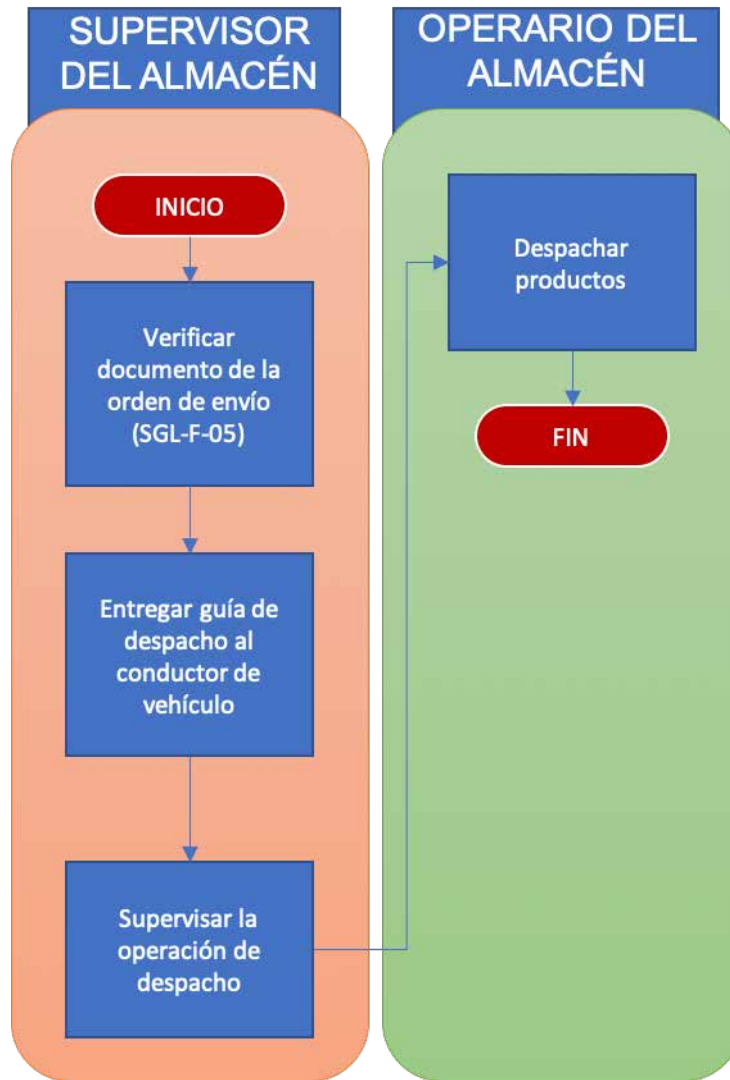 SUPERVISOR
DEL ALMACÉN
INICIO
Verificar
documento de la
orden de envío
(SGL-F-05)
Entregar guía de
despacho al
conductor de
vehículo
Supervisar la
operación de
despacho
OPERARIO DEL
ALMACÉN
Despachar
productos
FIN